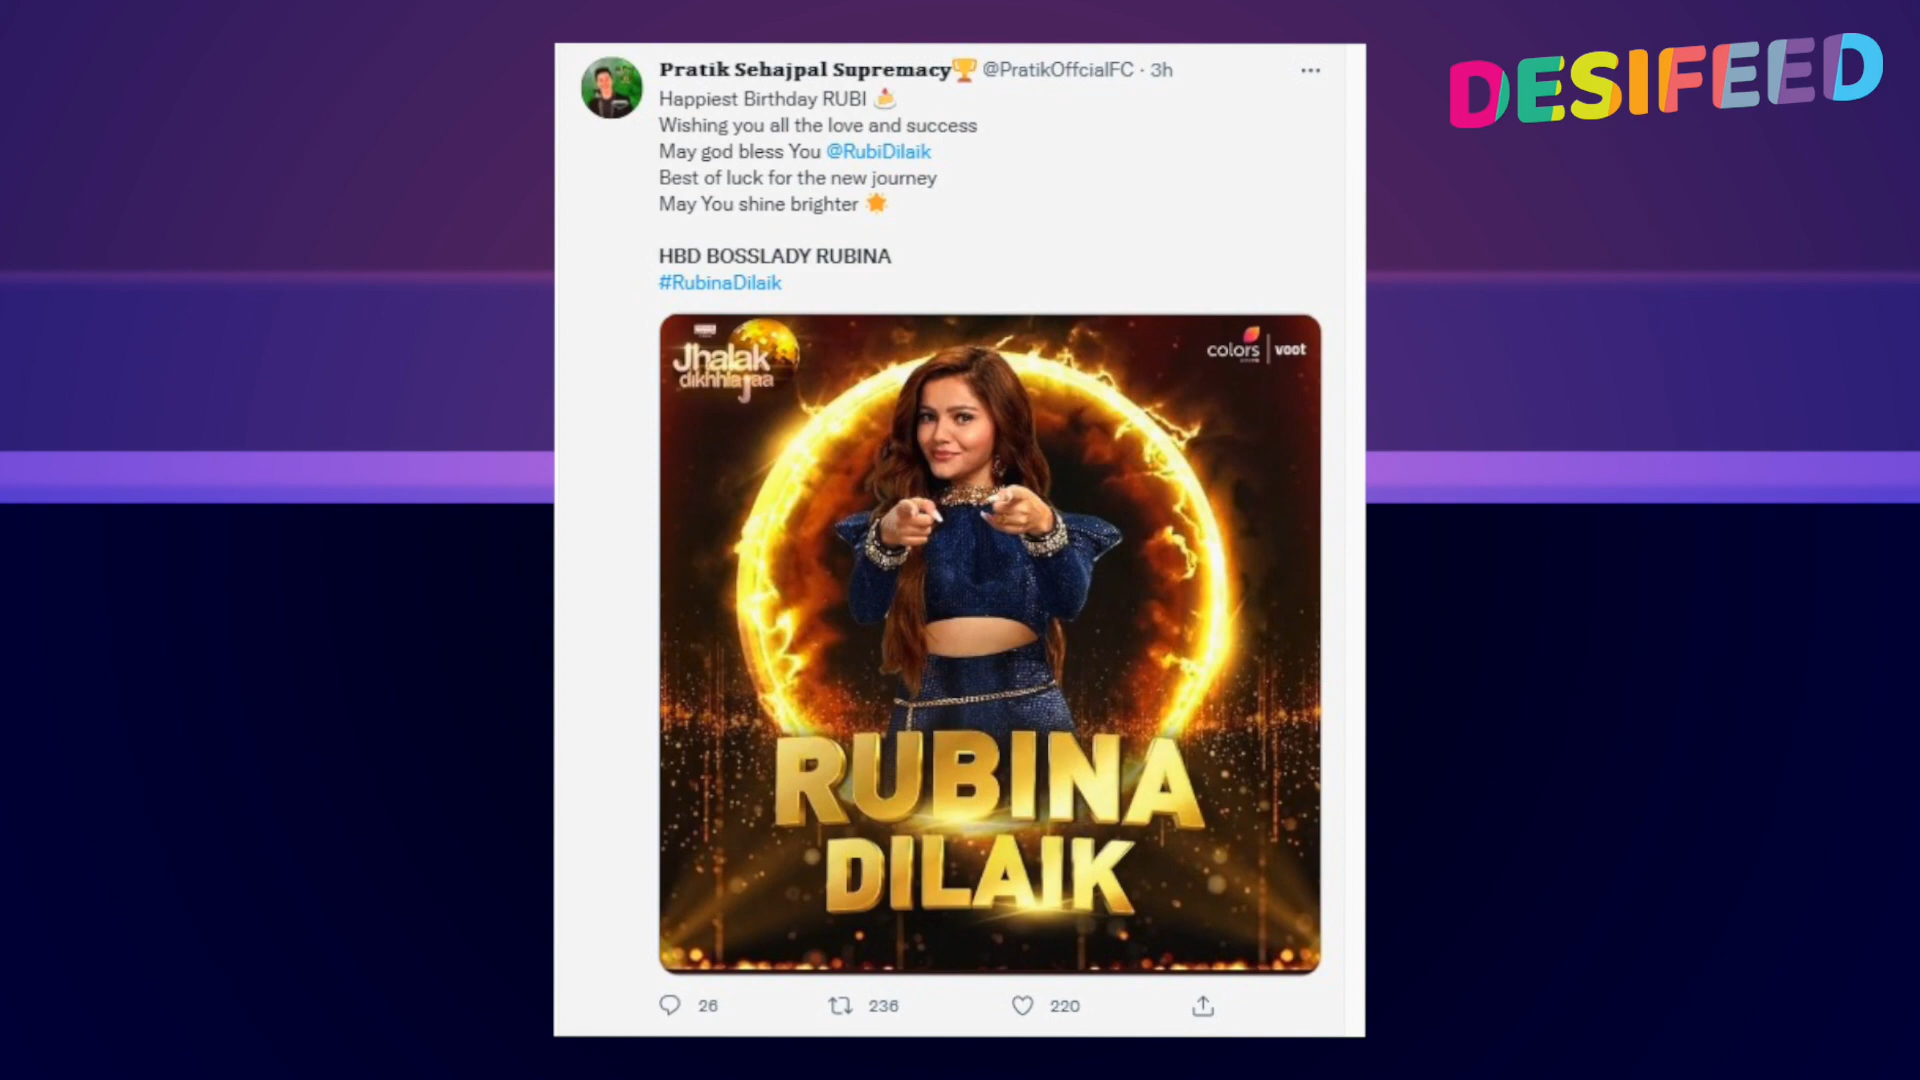 DESIFEED
Pratik Sehajpal Supremacy🏆 @PratikOffcialFC · 3h
Happiest Birthday RUBI 🍰
Wishing you all the love and success
May god bless You @RubiDilaik
Best of luck for the new journey
May You shine brighter 🌟
HBD BOSSLADY RUBINA
#RubinaDilaik
Jhalak
dikhhla jaa
colors voot
RUBINA
DILAIK
26 236 220